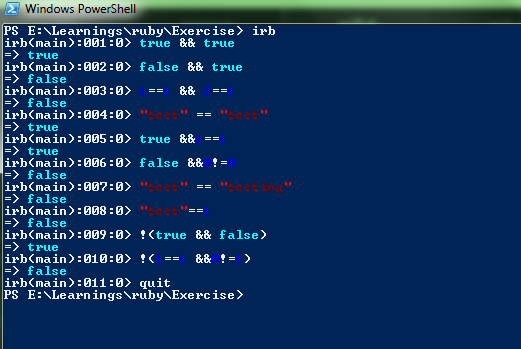 Windows PowerShell
PS E:\Learnings\ruby\Exercise> irb
irb(main):001:0> true && true
=> true
irb(main):002:0> false && true
=> false
irb(main):003:0> 1==1 && 2==1
=> false
irb(main):004:0> "test" == "test"
=> true
irb(main):005:0> true &&1==1
=> true
irb(main):006:0> false &&0!=0
=> false
irb(main):007:0> "test" == "testing"
=> false
irb(main):008:0> "test"==1
=> false
irb(main):009:0> !(true && false)
=> true
irb(main):010:0> !(1==1 &&0!=1)
=> false
irb(main):011:0> quit
PS E:\Learnings\ruby\Exercise>